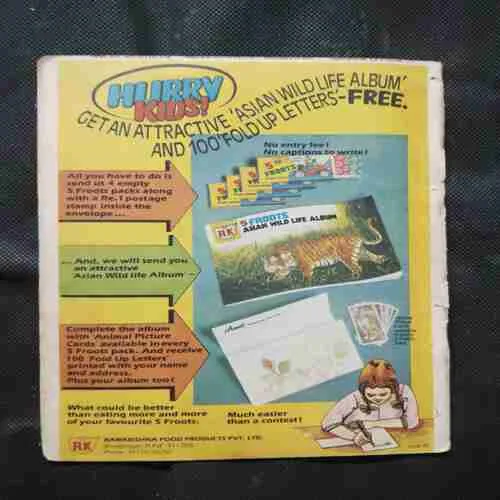 HURRY
KIDS!
GET AN ATTRACTIVE 'ASIAN WILD LIFE ALBUM'
AND 100 'FOLD UP LETTERS'-FREE.
No entry fee!
No captions to write!
All you have to do is
send us 4 empty
5 Froots packs along
with a Re. 1 postage
stamp inside the
envelope ...
5 FROOTS
RK
5 FROOTS
ASIAN WILD LIFE ALBUM
... And, we will send you
an attractive
'Asian Wild life Album' -
Complete the album
with 'Animal Picture
Cards' available in every
5 Froots pack. And receive
100 'Fold Up Letters'
printed with your name
and address.
Plus your album too!
What could be better
than eating more and more
of your favourite 5 Froots.
Much easier
than a contest!
RK
RAMAKRISHNA FOOD PRODUCTS PVT. LTD.